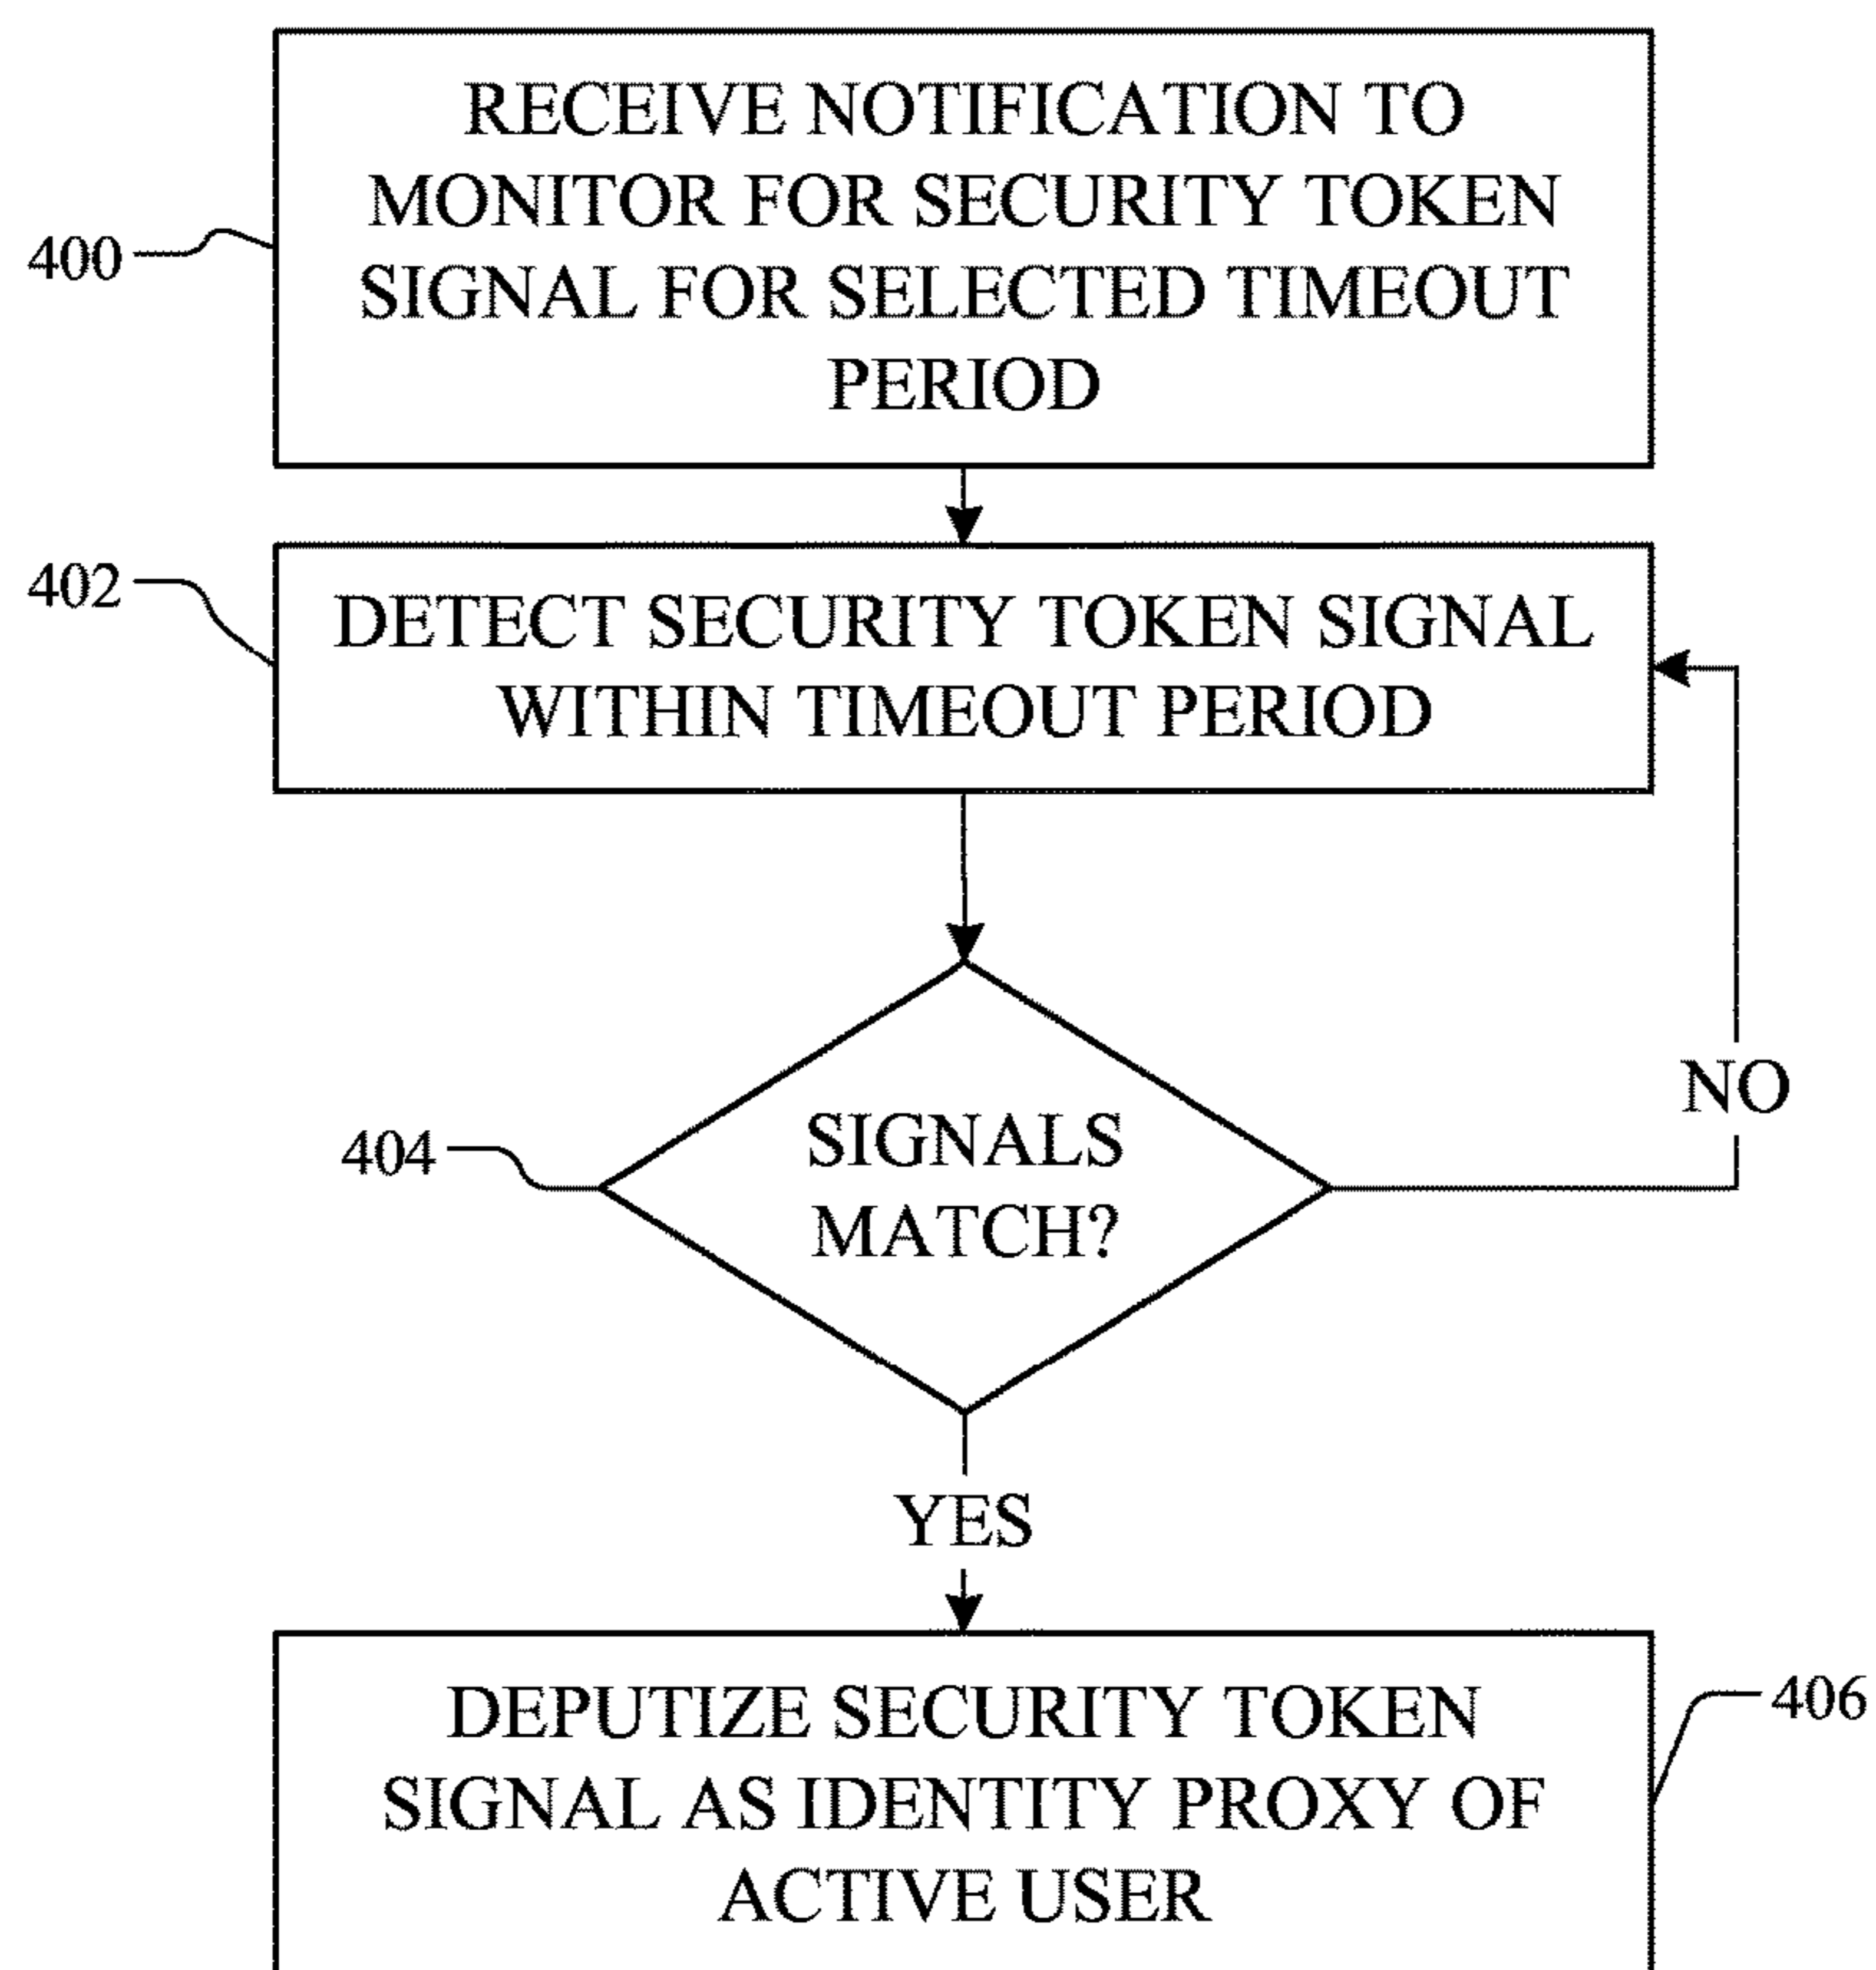 RECEIVE NOTIFICATION TO
MONITOR FOR SECURITY TOKEN
SIGNAL FOR SELECTED TIMEOUT
PERIOD
400
402
DETECT SECURITY TOKEN SIGNAL
WITHIN TIMEOUT PERIOD
NO
404
SIGNALS
MATCH?
YES
DEPUTIZE SECURITY TOKEN
SIGNAL AS IDENTITY PROXY OF
ACTIVE USER
406